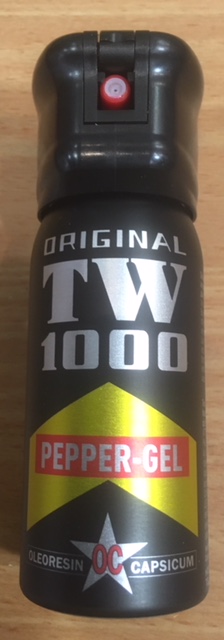 ORIGINAL
TW
1000
PEPPER-GEL
OLEORESIN OC CAPSICUM